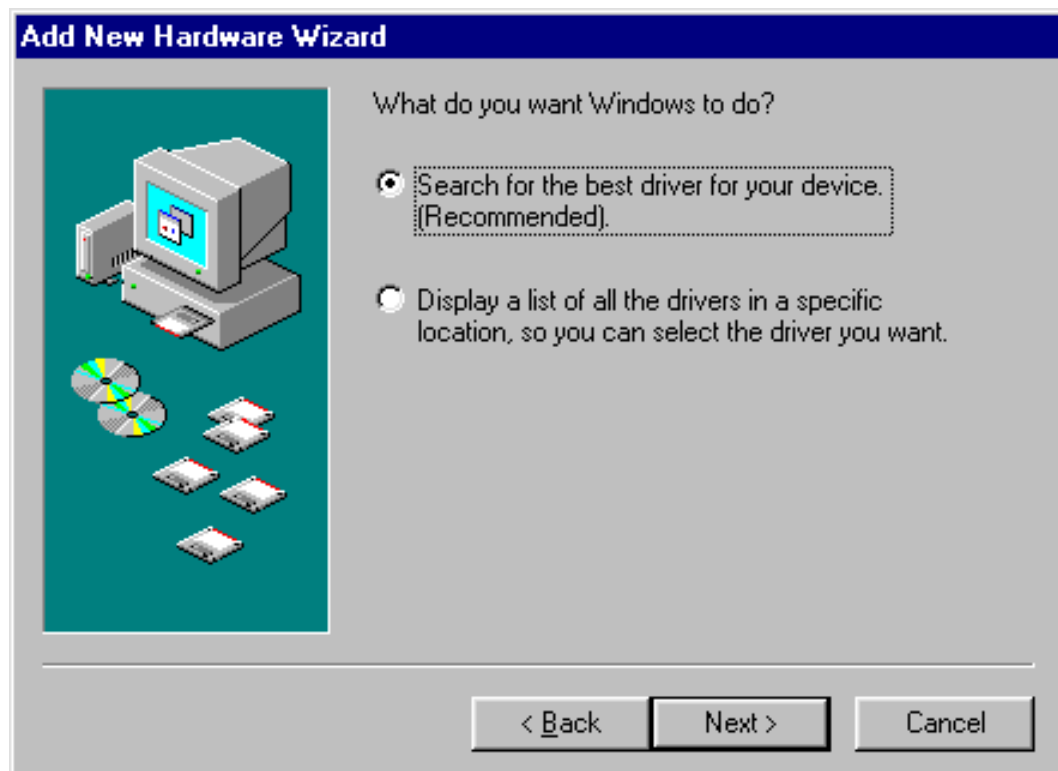 Add New Hardware Wizard
What do you want Windows to do?
Search for the best driver for your device.
(Recommended).
Display a list of all the drivers in a specific
location, so you can select the driver you want.
< Back
Next >
Cancel